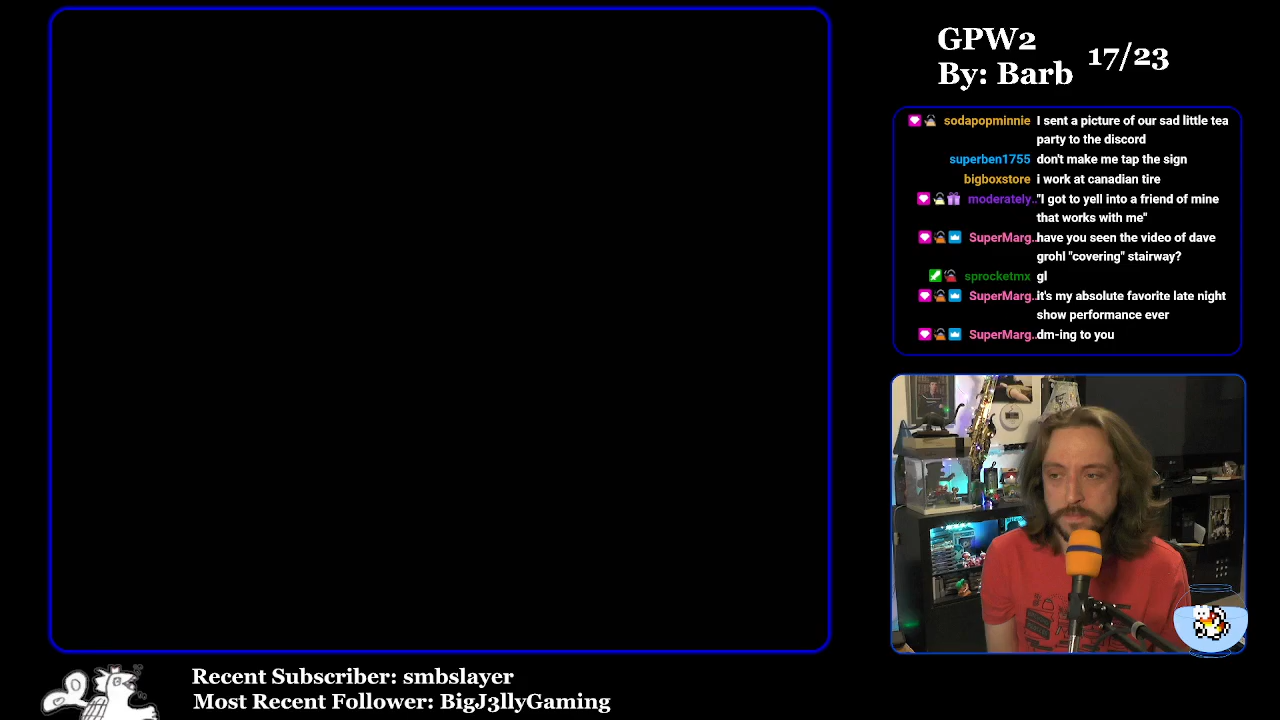 GPW2
By: Barb
17/23
sodapopminnie I sent a picture of our sad little tea
party to the discord
superben1755 don't make me tap the sign
bigboxstore i work at canadian tire
moderately.. "I got to yell into a friend of mine
that works with me"
SuperMarg.. have you seen the video of dave
grohl "covering" stairway?
sprocketmx gl
SuperMarg.. it's my absolute favorite late night
show performance ever
SuperMarg.. dm-ing to you
Recent Subscriber: smbslayer
Most Recent Follower: BigJ3llyGaming